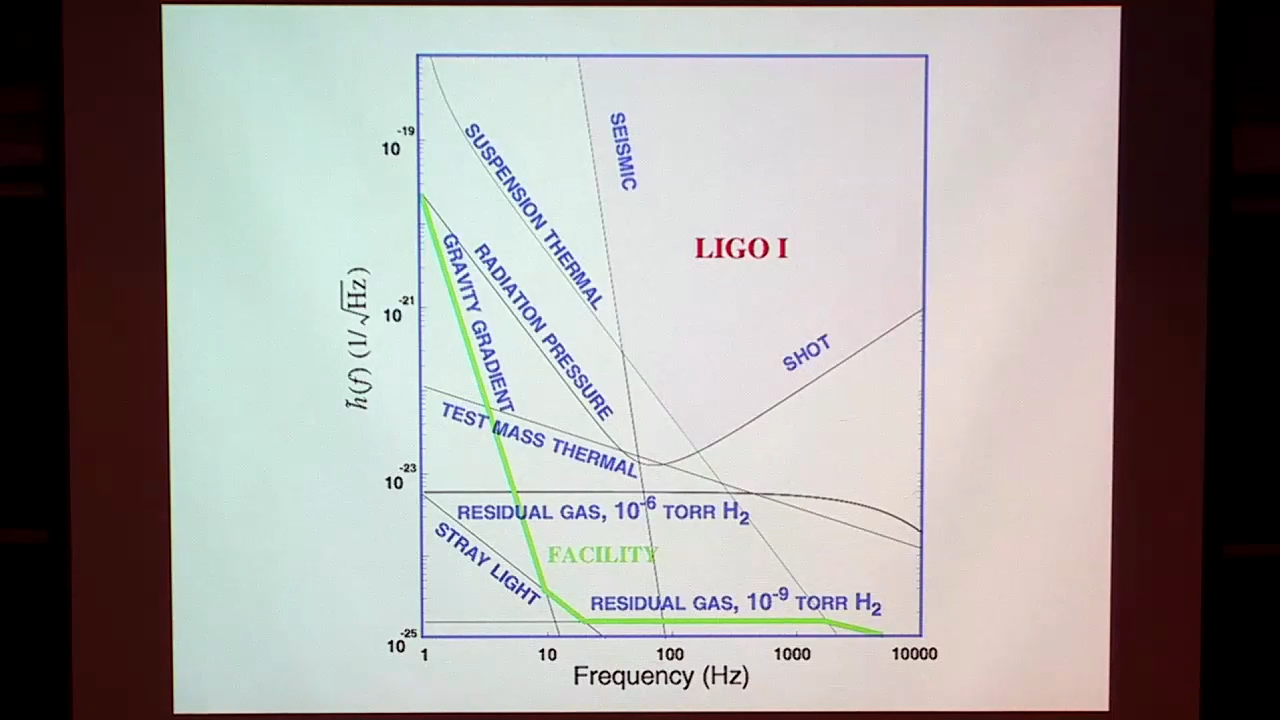 10^-19
10^-21
10^-23
10^-25
h(f) (1/√Hz)
SEISMIC
SUSPENSION THERMAL
LIGO I
RADIATION PRESSURE
GRAVITY GRADIENT
SHOT
TEST MASS THERMAL
RESIDUAL GAS, 10^-6 TORR H₂
STRAY LIGHT
FACILITY
RESIDUAL GAS, 10^-9 TORR H₂
1 10 100 1000 10000
Frequency (Hz)